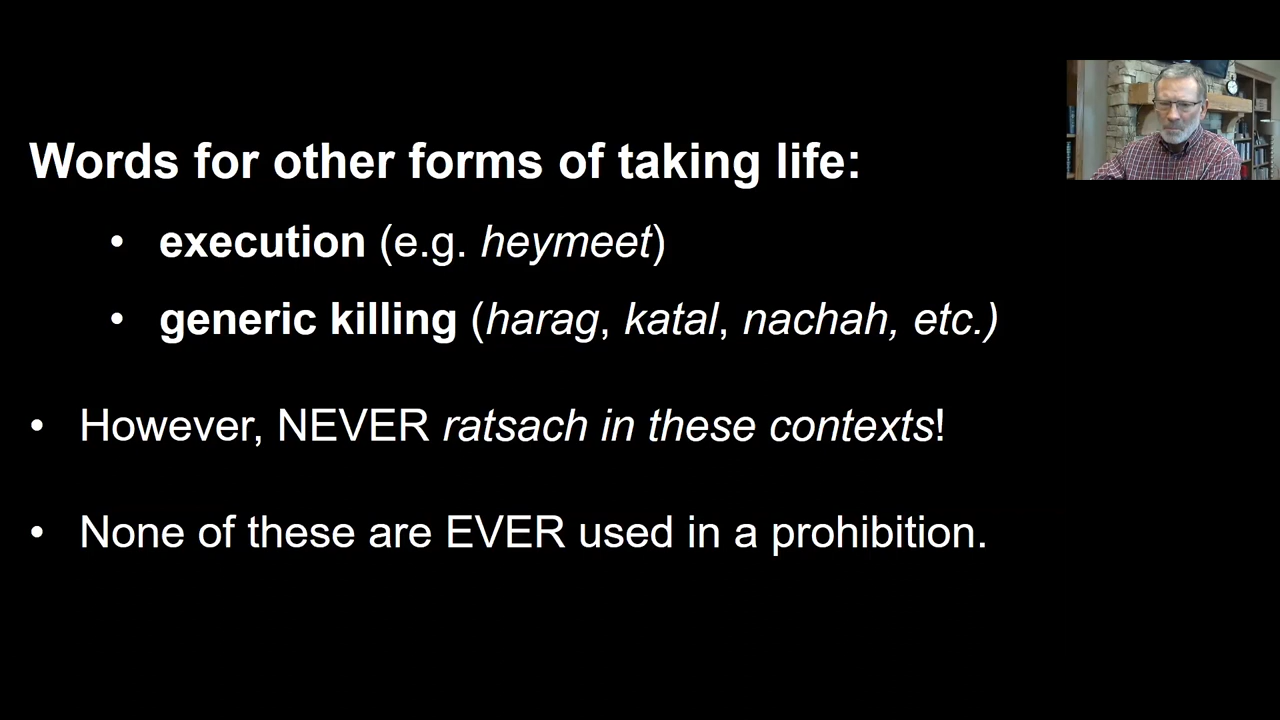 Words for other forms of taking life:
• execution (e.g. heymeet)
• generic killing (harag, katal, nachah, etc.)
• However, NEVER ratsach in these contexts!
• None of these are EVER used in a prohibition.